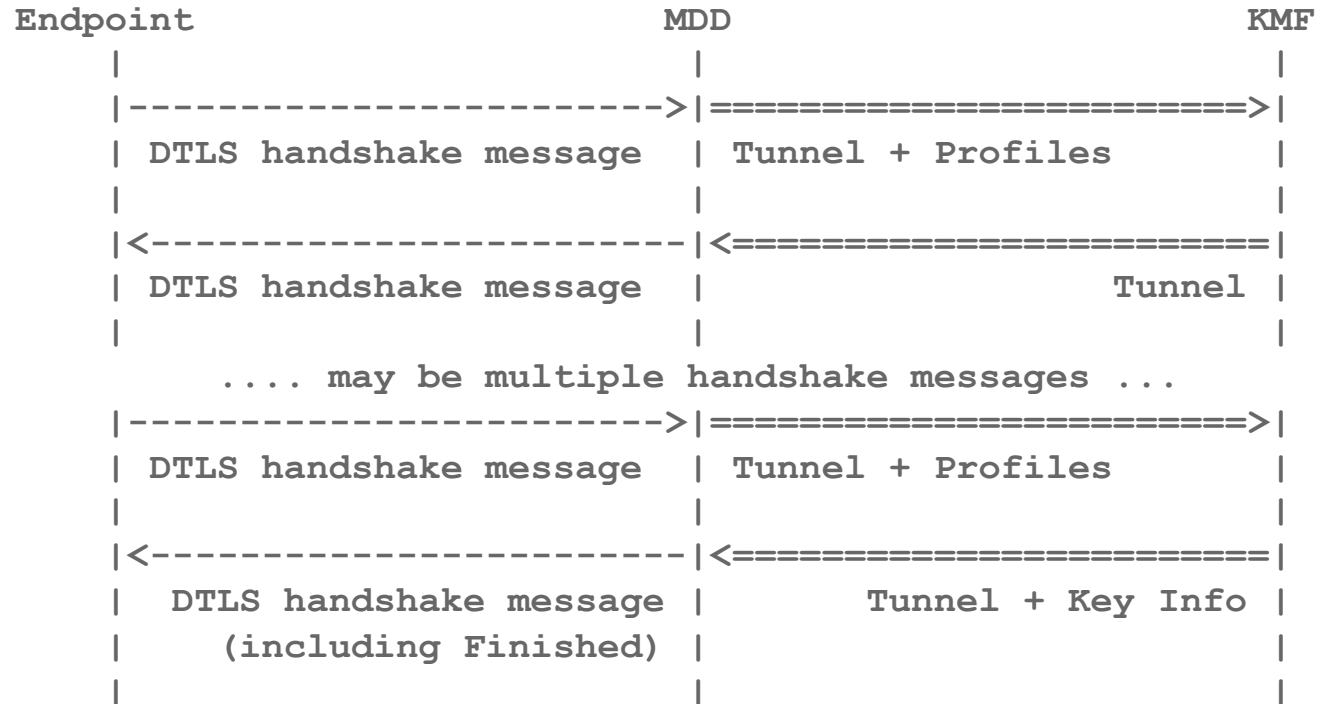 Endpoint MDD KMF
| | |
|------------------------>|=========================>|
| DTLS handshake message | Tunnel + Profiles |
| | |
|<------------------------|<=========================|
| DTLS handshake message | Tunnel |
| | |
.... may be multiple handshake messages ...
|------------------------>|=========================>|
| DTLS handshake message | Tunnel + Profiles |
| | |
|<------------------------|<=========================|
| DTLS handshake message | Tunnel + Key Info |
| (including Finished) | |
| | |